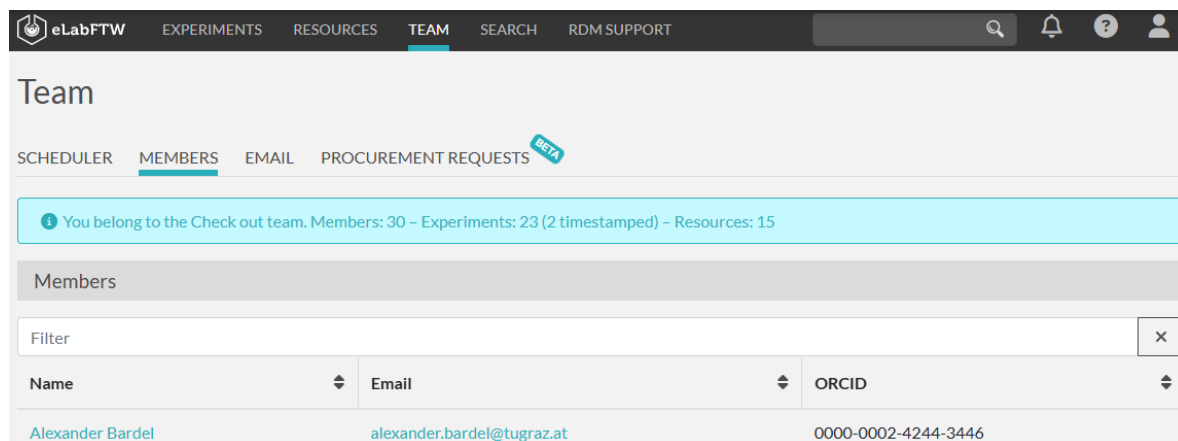 eLabFTW EXPERIMENTS RESOURCES TEAM SEARCH RDM SUPPORT ?
Team
SCHEDULER MEMBERS EMAIL PROCUREMENT REQUESTS BETA
You belong to the Check out team. Members: 30 – Experiments: 23 (2 timestamped) – Resources: 15
Members
Filter ×
Name Email ORCID
Alexander Bardel alexander.bardel@tugraz.at 0000-0002-4244-3446